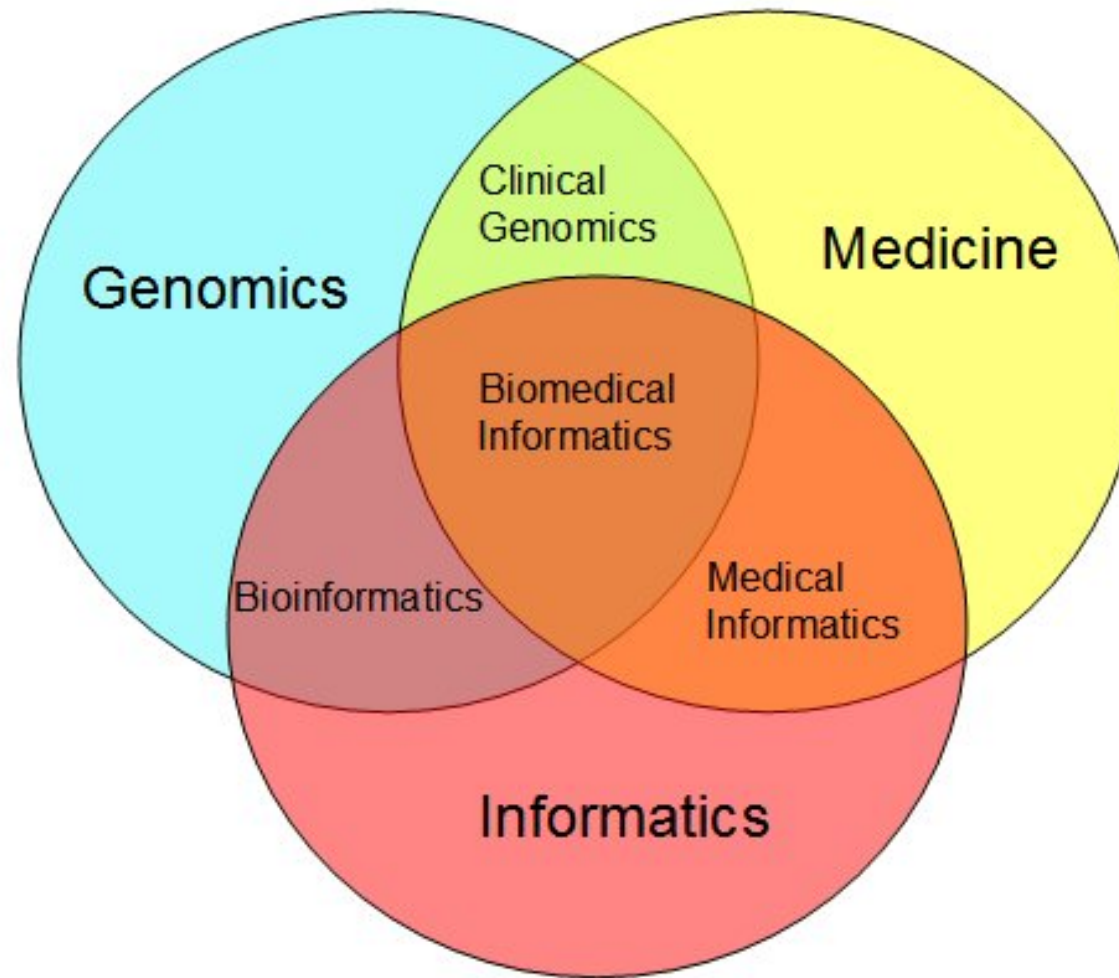 Clinical
Genomics
Medicine
Genomics
Biomedical
Informatics
Bioinformatics
Medical
Informatics
Informatics